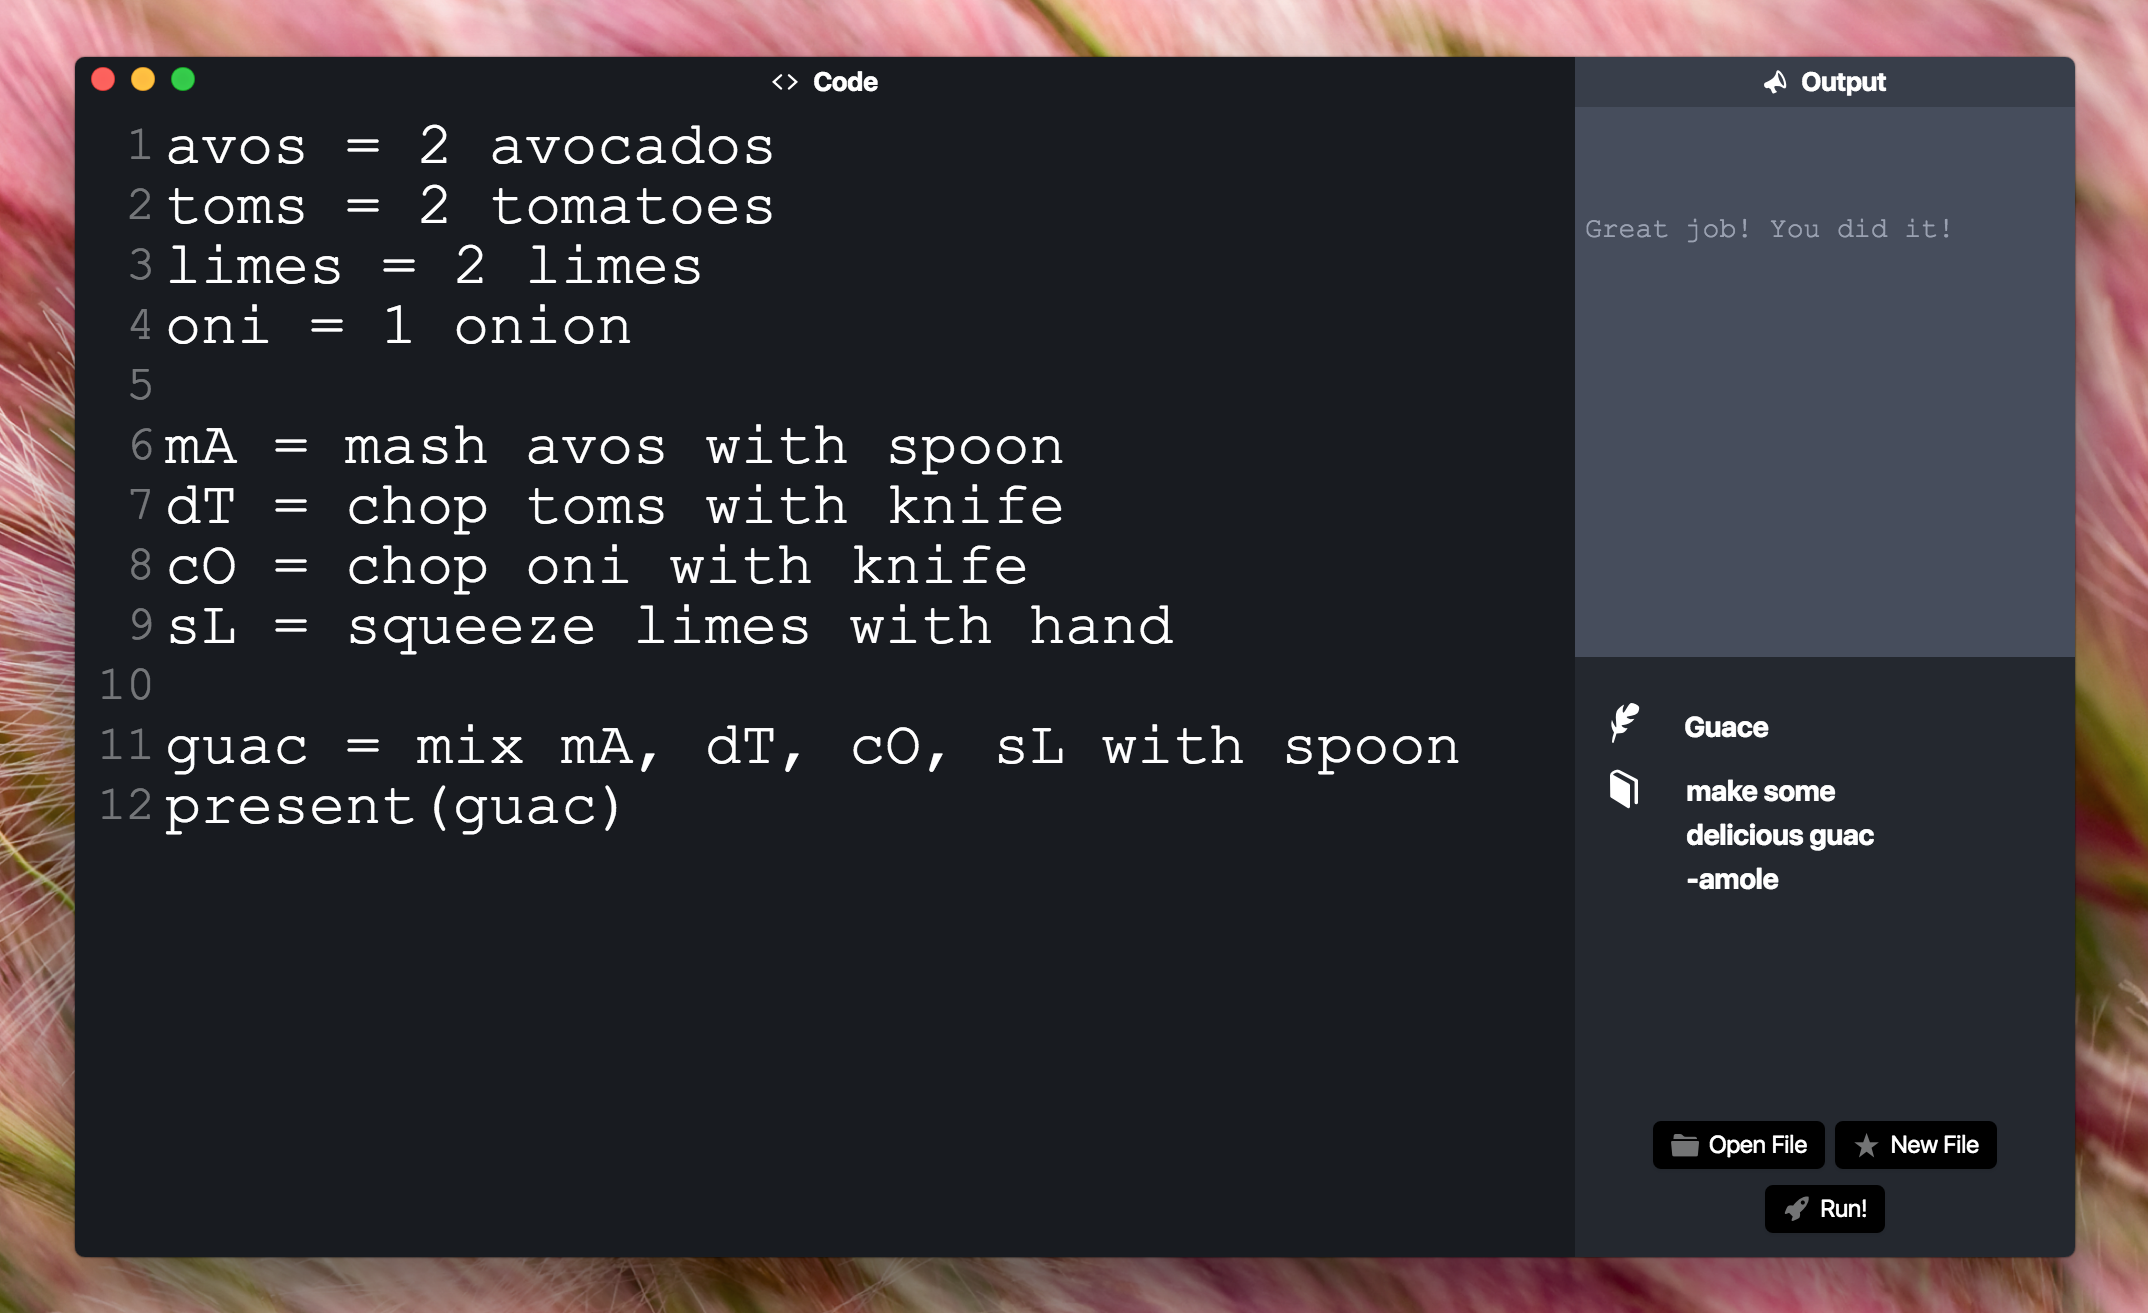 <> Code
1 avos = 2 avocados
2 toms = 2 tomatoes
3 limes = 2 limes
4 oni = 1 onion
5
6 mA = mash avos with spoon
7 dT = chop toms with knife
8 cO = chop oni with knife
9 sL = squeeze limes with hand
10
11 guac = mix mA, dT, cO, sL with spoon
12 present(guac)
Output
Great job! You did it!
Guace
make some
delicious guac
-amole
Open File
New File
Run!